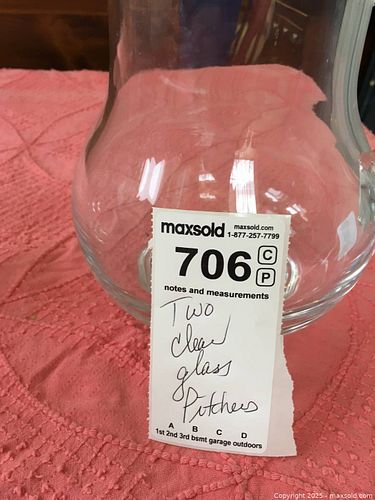 maxsold maxsold.com
1-877-257-7799
706 C
P
notes and measurements
Two
clear
glass
Pitchers
A B C D
1st 2nd 3rd bsmt garage outdoors
Copyright 2025 - maxsold.com